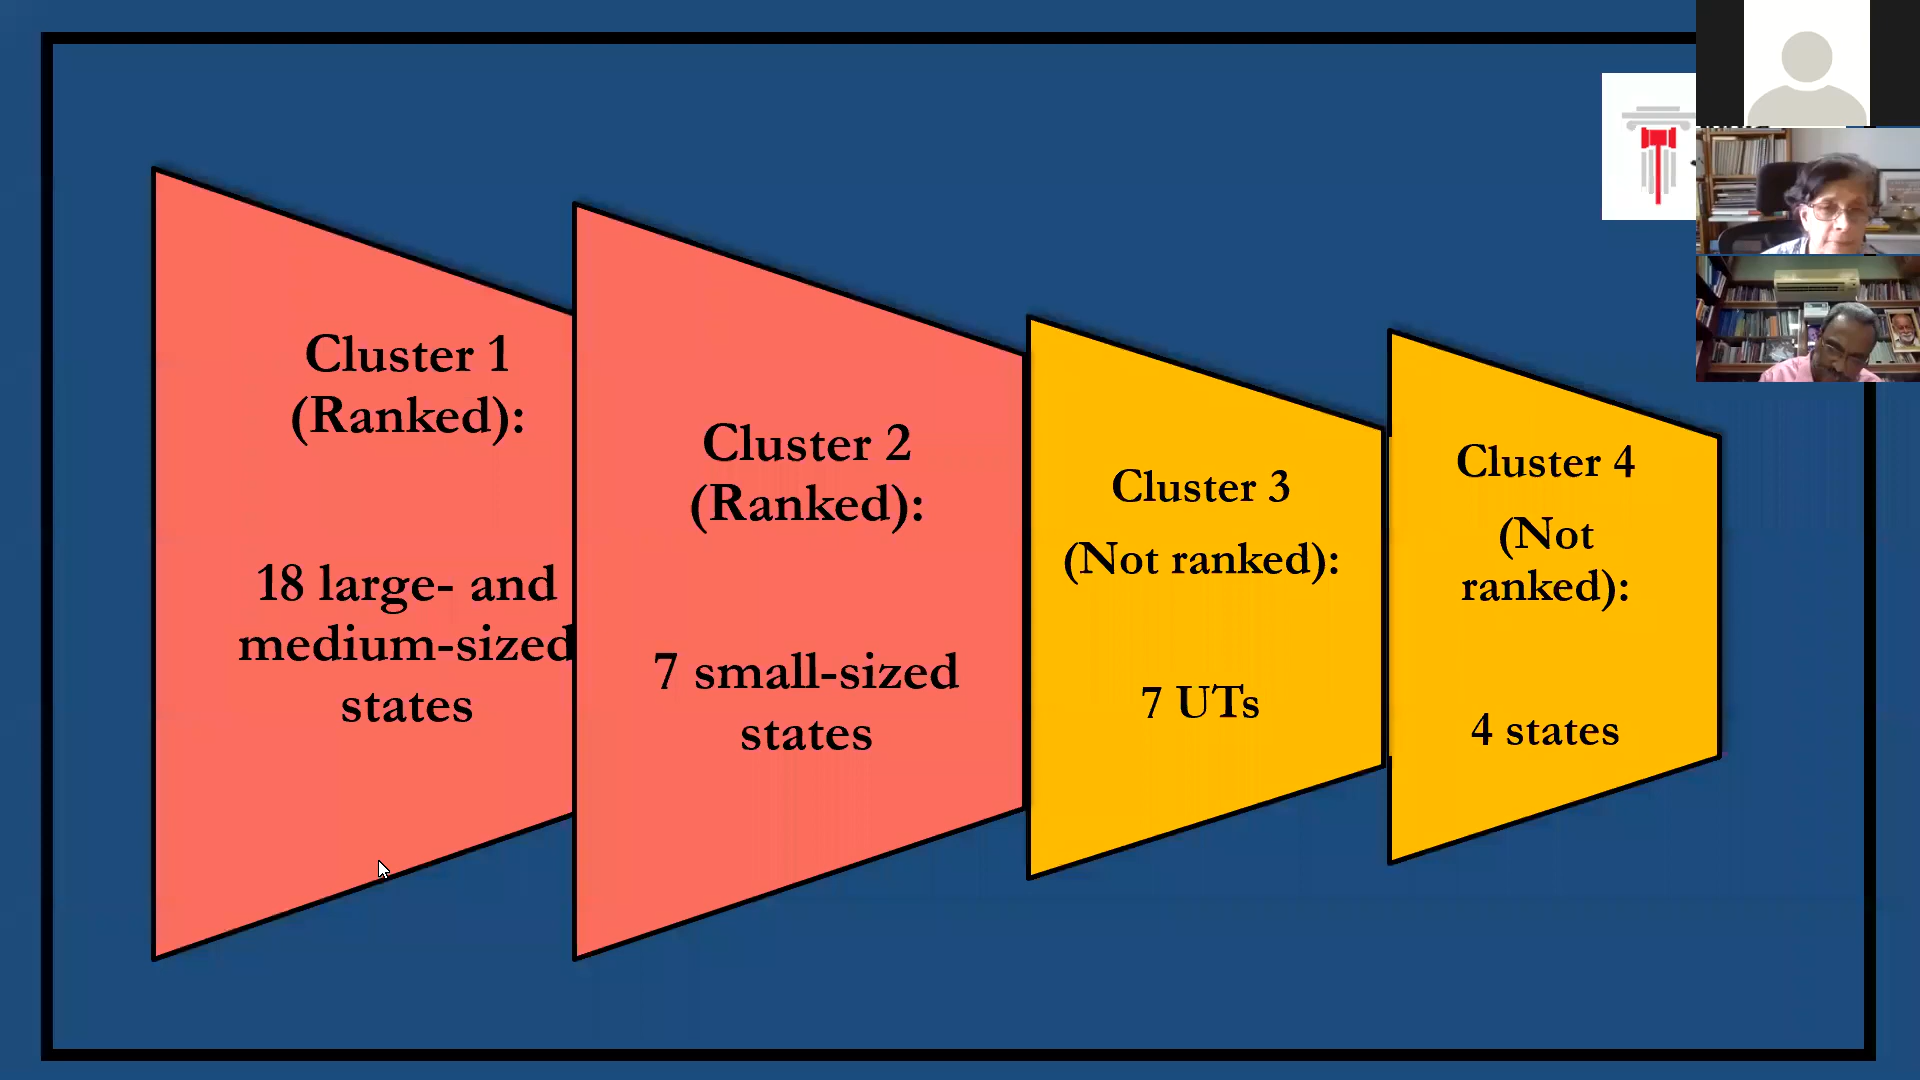 Cluster 1
(Ranked):
18 large- and
medium-sized
states
Cluster 2
(Ranked):
7 small-sized
states
Cluster 3
(Not ranked):
7 UTs
Cluster 4
(Not
ranked):
4 states